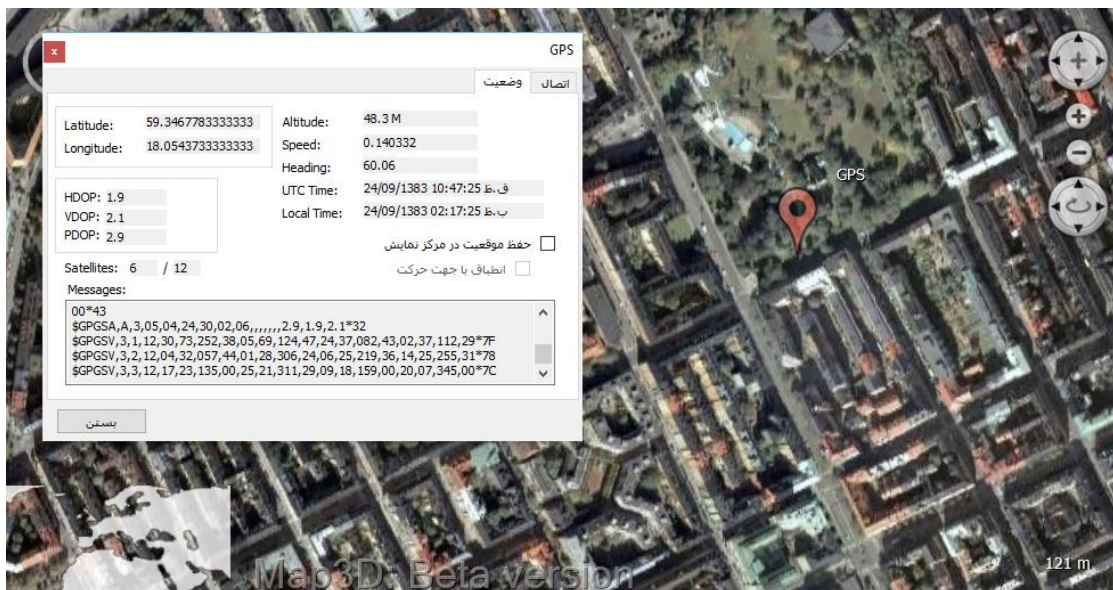 x
GPS
اتصال
وضعیت
Latitude: 59.3467783333333
Longitude: 18.0543733333333
Altitude: 48.3 M
Speed: 0.140332
Heading: 60.06
UTC Time: 24/09/1383 10:47:25 ق.ظ
Local Time: 24/09/1383 02:17:25 ب.ظ
HDOP: 1.9
VDOP: 2.1
PDOP: 2.9
حفظ موقعیت در مرکز نمایش
انطباق با جهت حرکت
Satellites: 6 / 12
Messages:
00*43
$GPGSA,A,3,05,04,24,30,02,06,,,,,,,2.9,1.9,2.1*32
$GPGSV,3,1,12,30,73,252,38,05,69,124,47,24,37,082,43,02,37,112,29*7F
$GPGSV,3,2,12,04,32,057,44,01,28,306,24,06,25,219,36,14,25,255,31*78
$GPGSV,3,3,12,17,23,135,00,25,21,311,29,09,18,159,00,20,07,345,00*7C
بستن
GPS
Map3D: Beta version
121 m